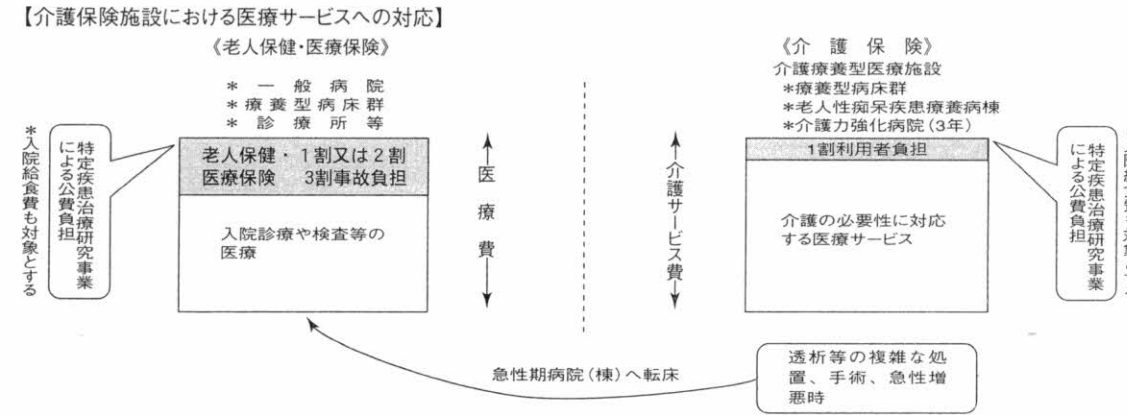 【介護保険施設における医療サービスへの対応】
《老人保健・医療保険》
＊一般病院
＊療養型病床群
＊診療所等
老人保健・1割又は2割
医療保険　3割事故負担
入院診療や検査等の
医療
特定疾患治療研究事業
による公費負担
＊入院給食費も対象とする
医療費
《介護保険》
介護療養型医療施設
＊療養型病床群
＊老人性痴呆疾患療養病棟
＊介護力強化病院(3年)
1割利用者負担
介護の必要性に対応
する医療サービス
介護サービス費
特定疾患治療研究事業
による公費負担
急性期病院(棟)へ転床
透析等の複雑な処
置、手術、急性増
悪時